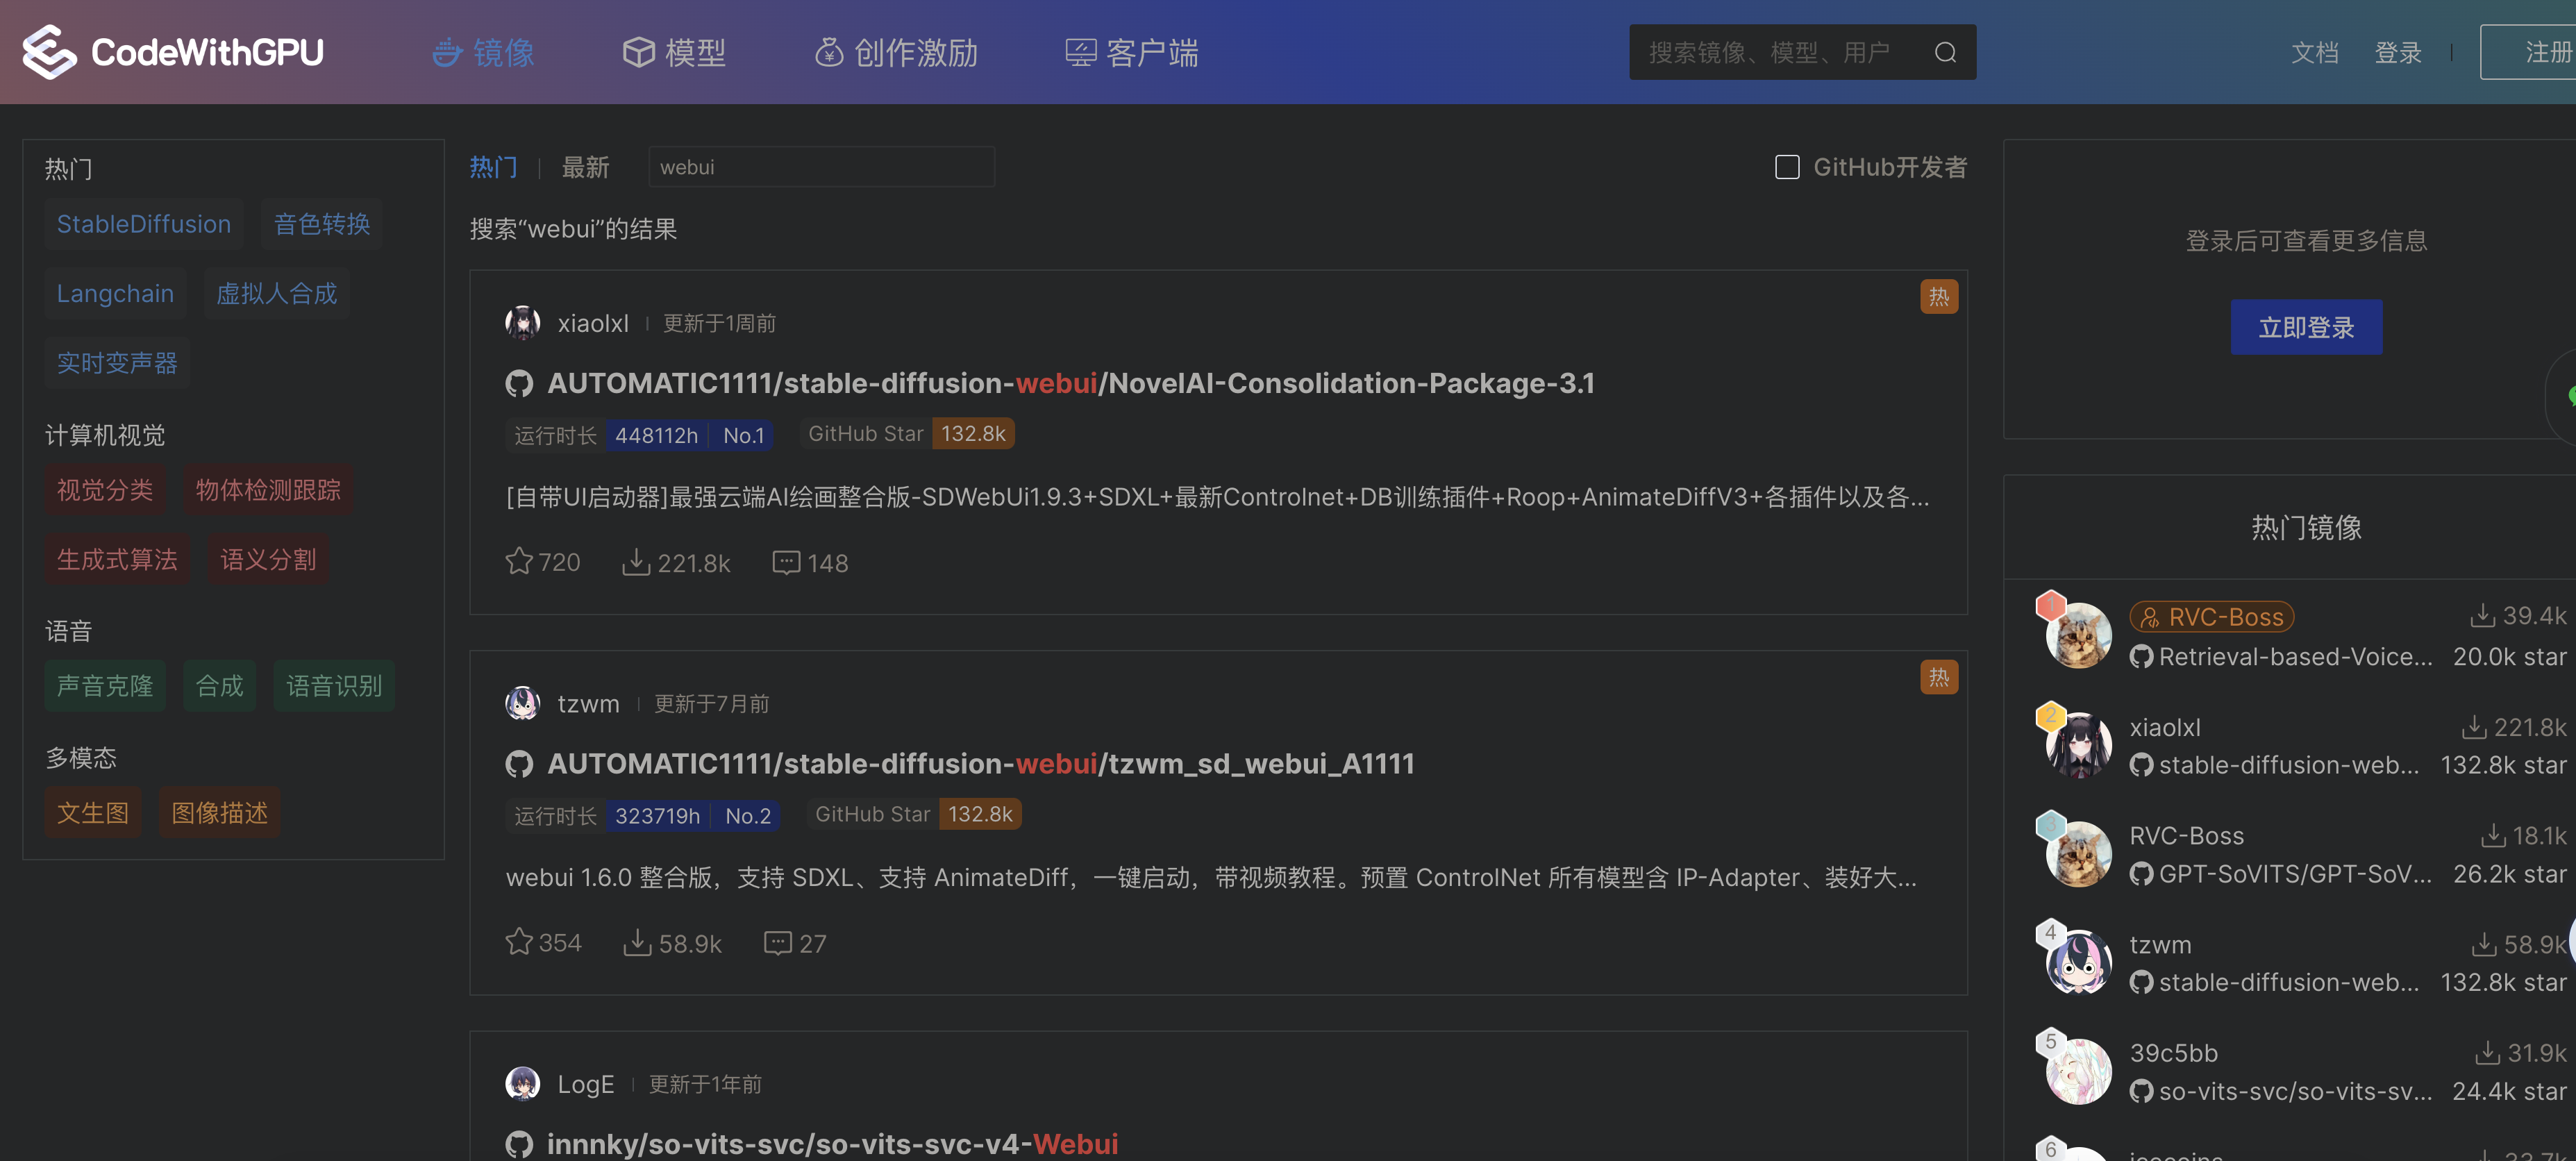 CodeWithGPU 镜像 模型 创作激励 客户端 搜索镜像、模型、用户 文档 登录 注册
热门
StableDiffusion 音色转换
Langchain 虚拟人合成
实时变声器
计算机视觉
视觉分类 物体检测跟踪
生成式算法 语义分割
语音
声音克隆 合成 语音识别
多模态
文生图 图像描述
热门 | 最新 webui GitHub开发者
搜索“webui”的结果
热
xiaolxl | 更新于1周前
AUTOMATIC1111/stable-diffusion-webui/NovelAI-Consolidation-Package-3.1
运行时长 448112h | No.1 GitHub Star 132.8k
[自带UI启动器]最强云端AI绘画整合版-SDWebUi1.9.3+SDXL+最新Controlnet+DB训练插件+Roop+AnimateDiffV3+各插件以及各...
720 221.8k 148
热
tzwm | 更新于7月前
AUTOMATIC1111/stable-diffusion-webui/tzwm_sd_webui_A1111
运行时长 323719h | No.2 GitHub Star 132.8k
webui 1.6.0 整合版，支持 SDXL、支持 AnimateDiff，一键启动，带视频教程。预置 ControlNet 所有模型含 IP-Adapter、装好大...
354 58.9k 27
LogE | 更新于1年前
innnky/so-vits-svc/so-vits-svc-v4-Webui
登录后可查看更多信息
立即登录
热门镜像
1 RVC-Boss 39.4k
Retrieval-based-Voice... 20.0k star
2 xiaolxl 221.8k
stable-diffusion-web... 132.8k star
3 RVC-Boss 18.1k
GPT-SoVITS/GPT-SoV... 26.2k star
4 tzwm 58.9k
stable-diffusion-web... 132.8k star
5 39c5bb 31.9k
so-vits-svc/so-vits-sv... 24.4k star
6